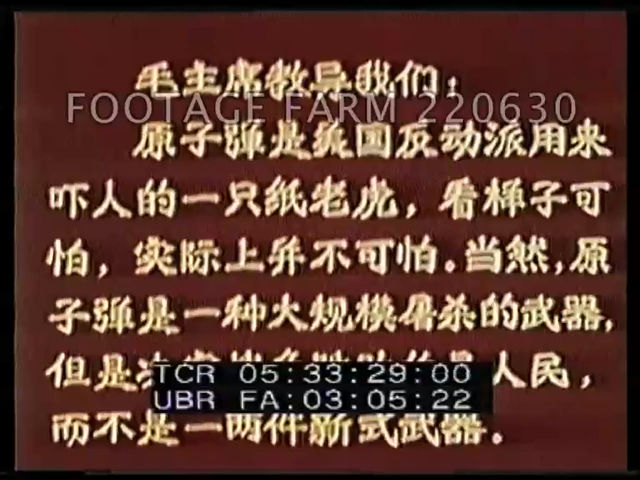 毛主席教导我们：
FOOTAGE FARM 220630
原子弹是美国反动派用来
吓人的一只纸老虎，看样子可
怕，实际上并不可怕。当然，原
子弹是一种大规模屠杀的武器，
但是决 人民，
TCR 05:33:29:00
UBR FA:03:05:22
而不是一两件新式武器。